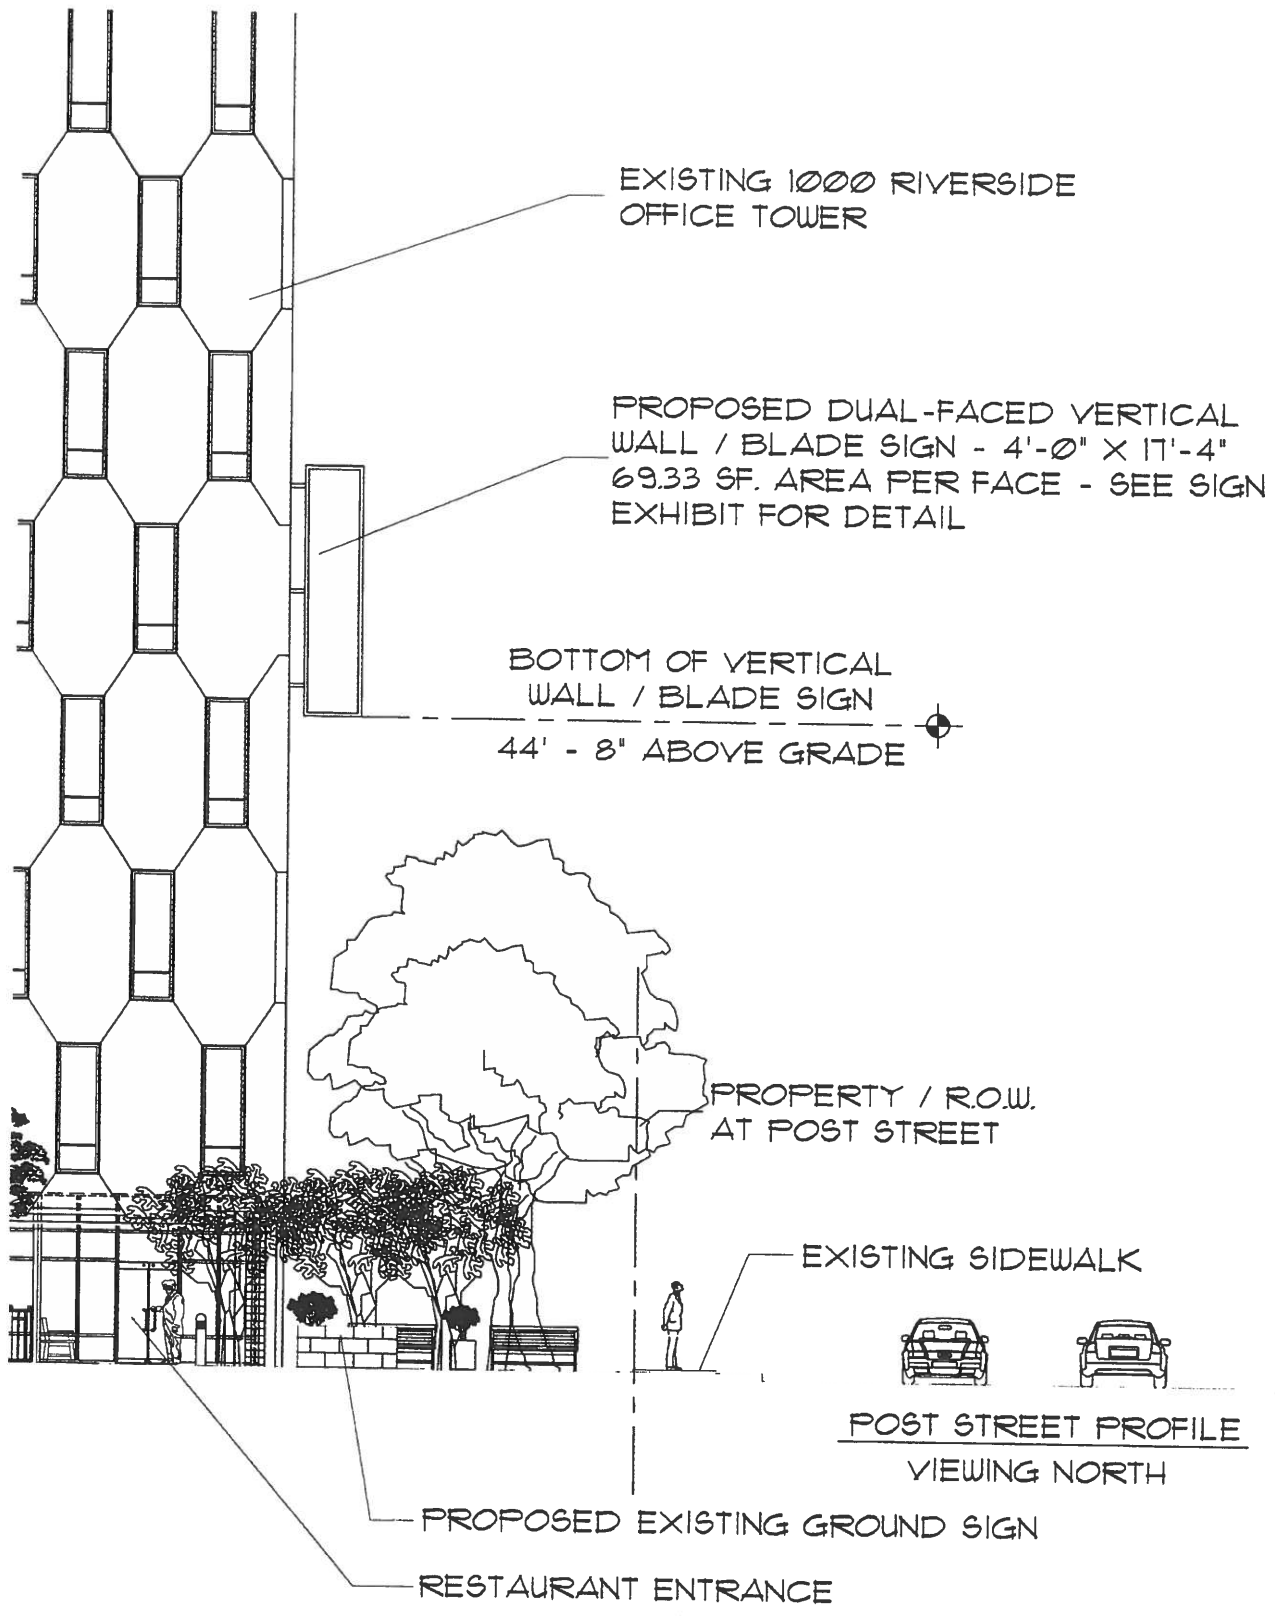 EXISTING 1000 RIVERSIDE
OFFICE TOWER
PROPOSED DUAL-FACED VERTICAL
WALL / BLADE SIGN - 4'-0" X 17'-4"
69.33 SF. AREA PER FACE - SEE SIGN
EXHIBIT FOR DETAIL
BOTTOM OF VERTICAL
WALL / BLADE SIGN
44' - 8" ABOVE GRADE
PROPERTY / R.O.W.
AT POST STREET
EXISTING SIDEWALK
POST STREET PROFILE
VIEWING NORTH
PROPOSED EXISTING GROUND SIGN
RESTAURANT ENTRANCE